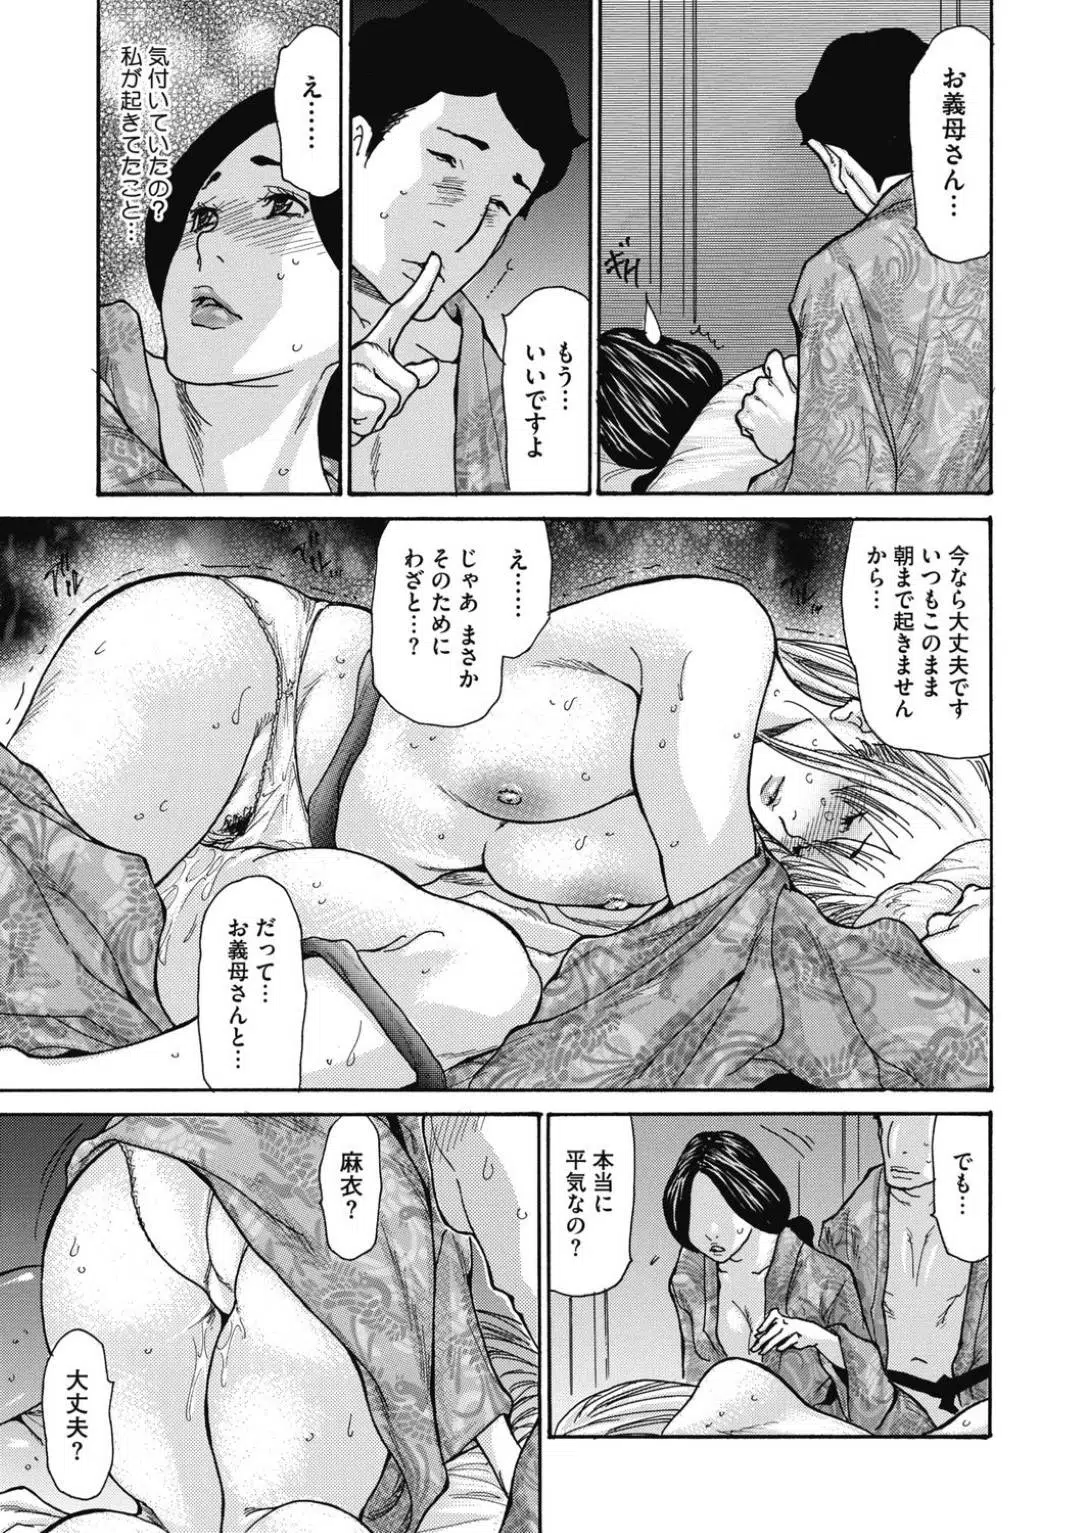 お義母さん…
ギュッ
もう…
いいですよ
え……
気付いていたの？
私が起きてたこと…
今なら大丈夫です
いつもこのまま
朝まで起きません
から…
え……
じゃあ まさか
そのために
わざと…？
だって…
お義母さんと…
でも…
本当に
平気なの？
麻衣？
大丈夫？